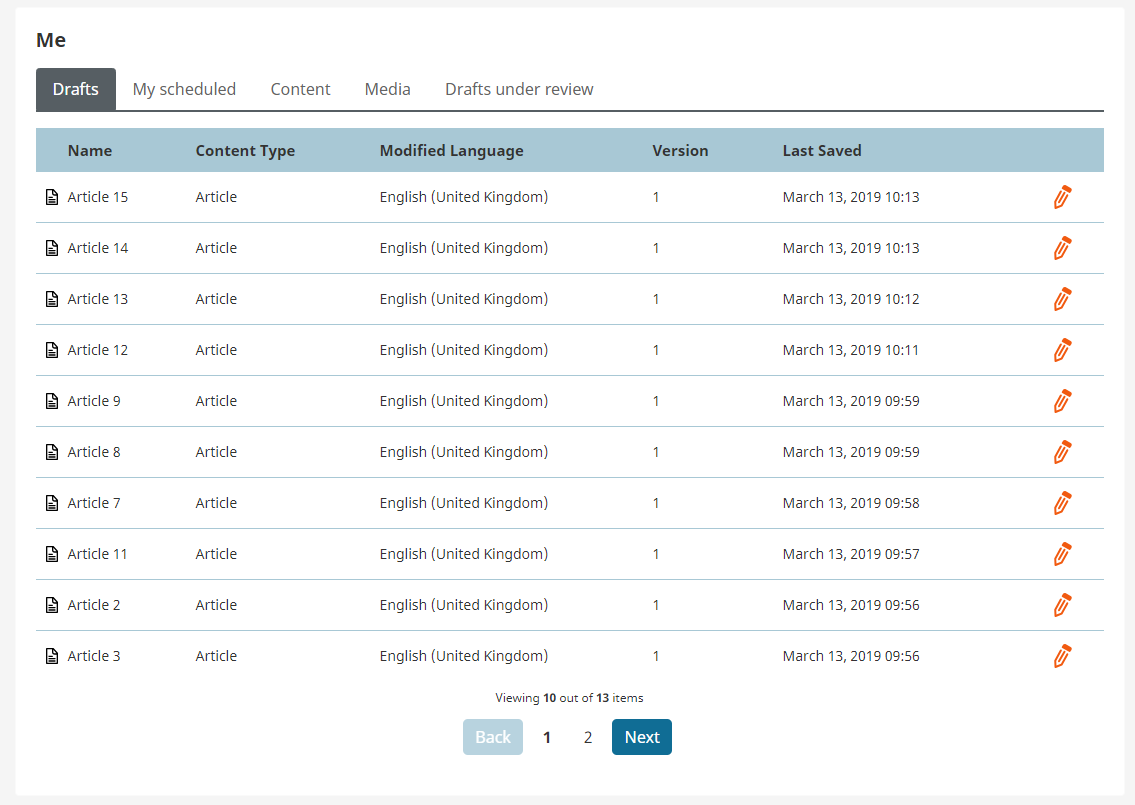 Me
Drafts My scheduled Content Media Drafts under review
Name Content Type Modified Language Version Last Saved
Article 15 Article English (United Kingdom) 1 March 13, 2019 10:13
Article 14 Article English (United Kingdom) 1 March 13, 2019 10:13
Article 13 Article English (United Kingdom) 1 March 13, 2019 10:12
Article 12 Article English (United Kingdom) 1 March 13, 2019 10:11
Article 9 Article English (United Kingdom) 1 March 13, 2019 09:59
Article 8 Article English (United Kingdom) 1 March 13, 2019 09:59
Article 7 Article English (United Kingdom) 1 March 13, 2019 09:58
Article 11 Article English (United Kingdom) 1 March 13, 2019 09:57
Article 2 Article English (United Kingdom) 1 March 13, 2019 09:56
Article 3 Article English (United Kingdom) 1 March 13, 2019 09:56
Viewing 10 out of 13 items
Back 1 2 Next